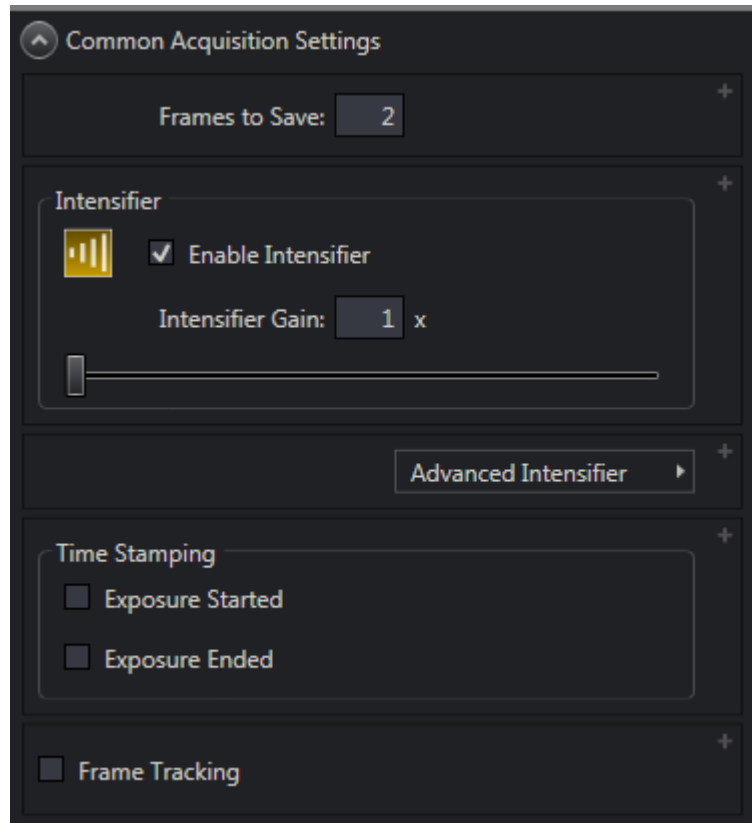 Common Acquisition Settings
Frames to Save: 2
Intensifier
Enable Intensifier
Intensifier Gain: 1 x
Advanced Intensifier
Time Stamping
Exposure Started
Exposure Ended
Frame Tracking